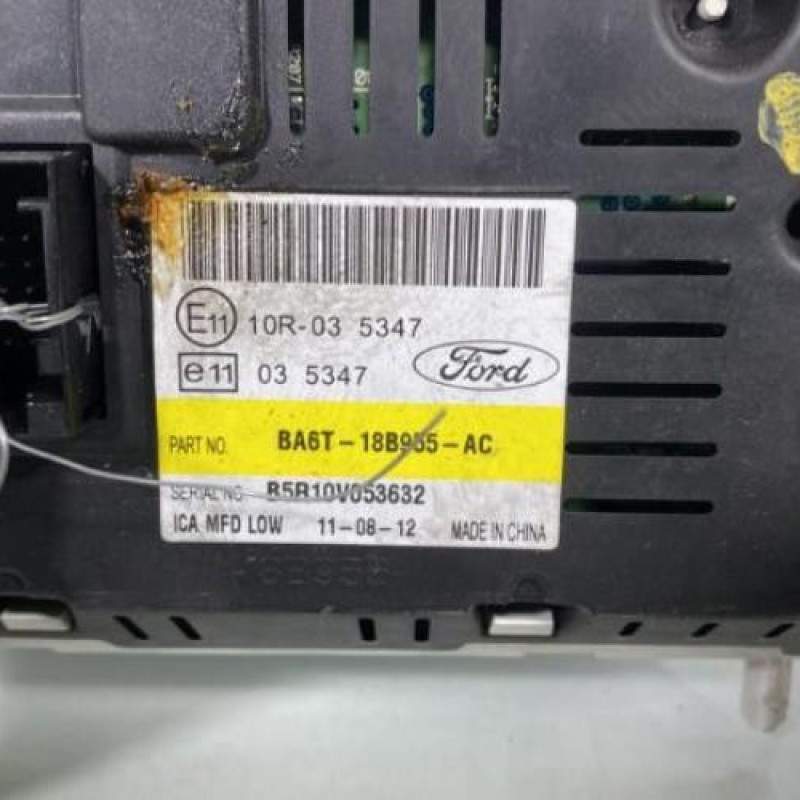 E11 10R-03 5347
e11 03 5347
Ford
PART NO. BA6T-18B955-AC
SERIAL NO B5R10V053632
ICA MFD LOW 11-08-12 MADE IN CHINA